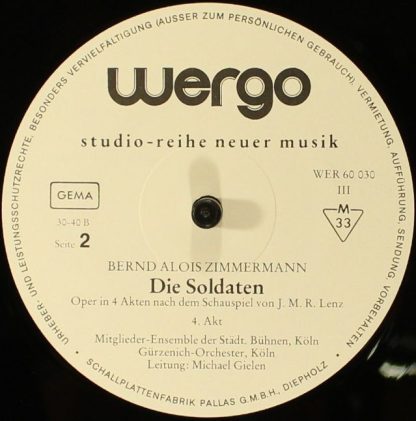 URHEBER- UND LEISTUNGSSCHUTZRECHTE, BESONDERS VERVIELFÄLTIGUNG (AUSSER ZUM PERSÖNLICHEN GEBRAUCH), VERMIETUNG, AUFFÜHRUNG, SENDUNG VORBEHALTEN
wergo
studio-reihe neuer musik
GEMA
WER 60 030
III
30-40 B
M
33
Seite 2
BERND ALOIS ZIMMERMANN
Die Soldaten
Oper in 4 Akten nach dem Schauspiel von J. M. R. Lenz
4. Akt
Mitglieder-Ensemble der Städt. Bühnen, Köln
Gürzenich-Orchester, Köln
Leitung: Michael Gielen
• SCHALLPLATTENFABRIK PALLAS G.M.B.H., DIEPHOLZ •